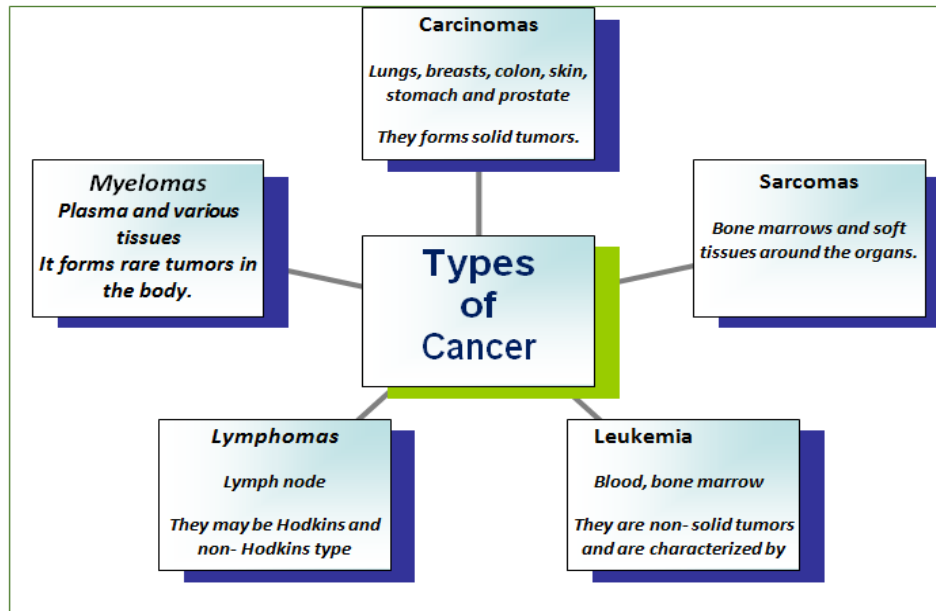 Carcinomas
Lungs, breasts, colon, skin,
stomach and prostate
They forms solid tumors.
Myelomas
Plasma and various
tissues
It forms rare tumors in
the body.
Sarcomas
Bone marrows and soft
tissues around the organs.
Types
of
Cancer
Lymphomas
Lymph node
They may be Hodkins and
non- Hodkins type
Leukemia
Blood, bone marrow
They are non- solid tumors
and are characterized by